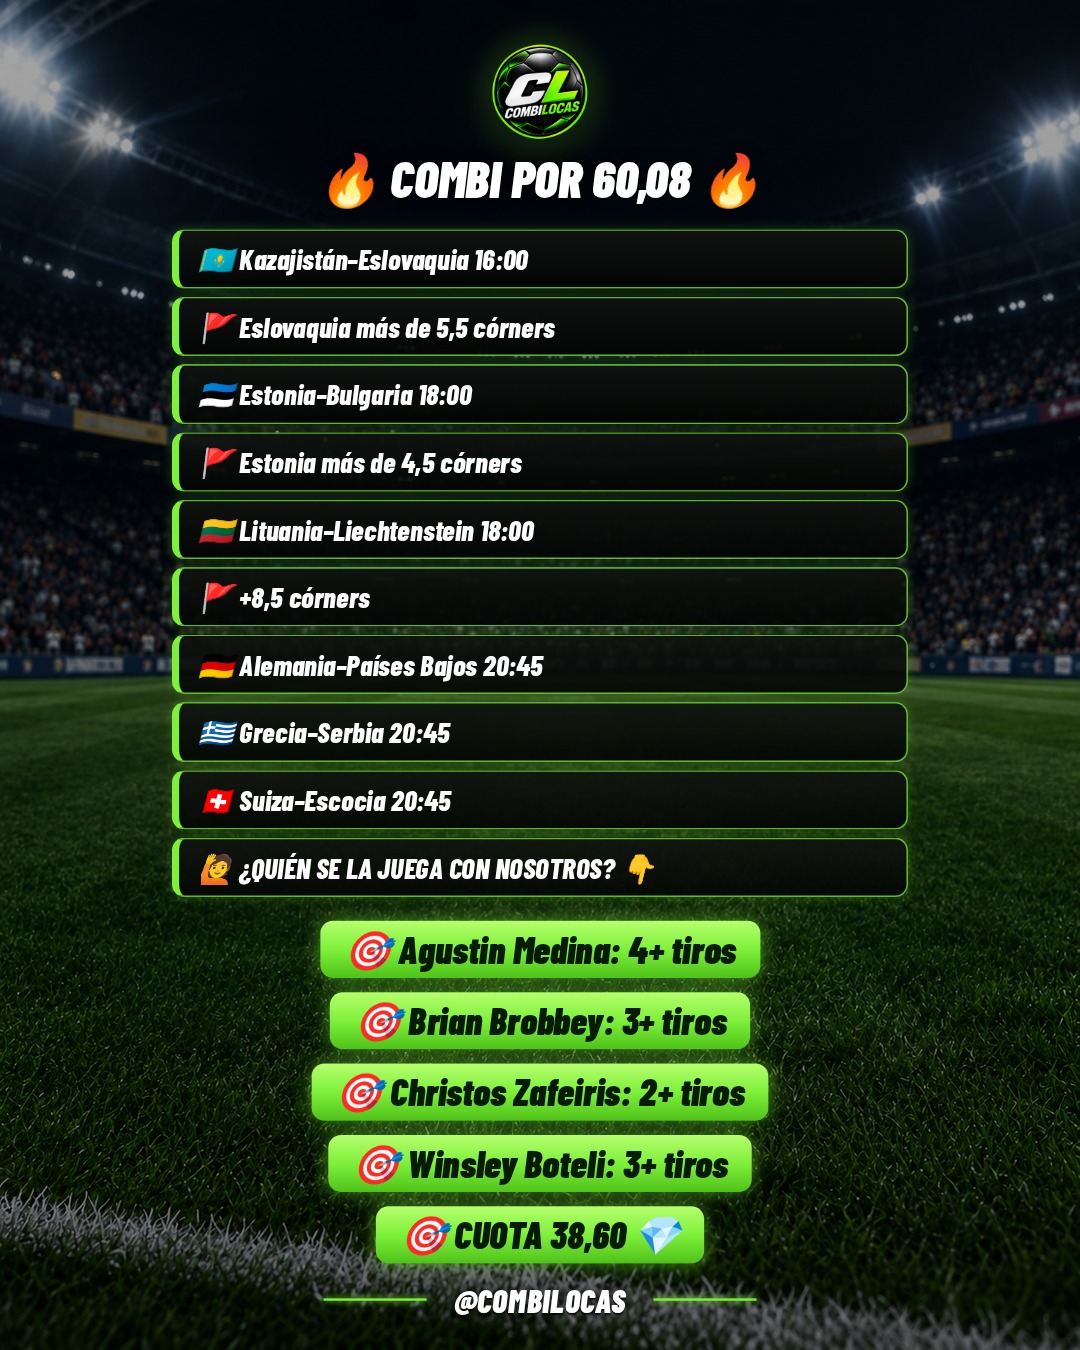 CL
COMBILOCAS
🔥 COMBI POR 60,08 🔥
🇰🇿 Kazajistán-Eslovaquia 16:00
🚩 Eslovaquia más de 5,5 córners
🇪🇪 Estonia-Bulgaria 18:00
🚩 Estonia más de 4,5 córners
🇱🇹 Lituania-Liechtenstein 18:00
🚩 +8,5 córners
🇩🇪 Alemania-Países Bajos 20:45
🇬🇷 Grecia-Serbia 20:45
🇨🇭 Suiza-Escocia 20:45
🙋 ¿QUIÉN SE LA JUEGA CON NOSOTROS? 👇
🎯 Agustin Medina: 4+ tiros
🎯 Brian Brobbey: 3+ tiros
🎯 Christos Zafeiris: 2+ tiros
🎯 Winsley Boteli: 3+ tiros
🎯 CUOTA 38,60 💎
@COMBILOCAS